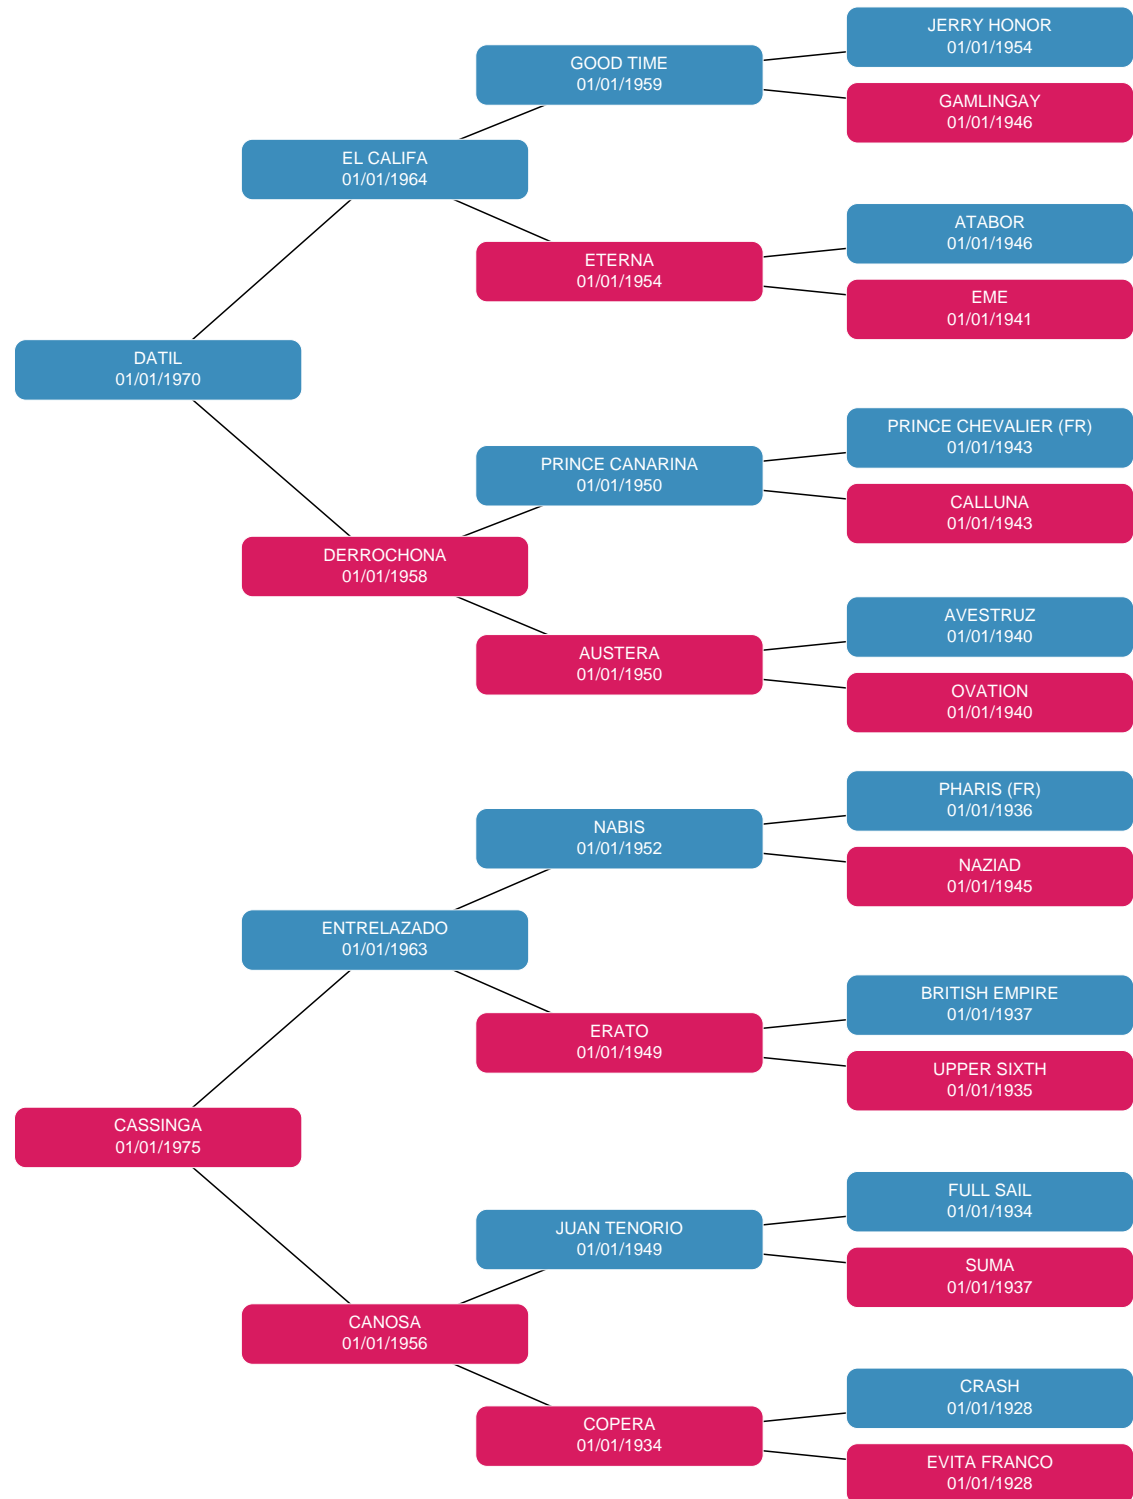 JERRY HONOR
01/01/1954
GOOD TIME
01/01/1959
GAMLINGAY
01/01/1946
EL CALIFA
01/01/1964
ATABOR
01/01/1946
ETERNA
01/01/1954
EME
01/01/1941
DATIL
01/01/1970
PRINCE CHEVALIER (FR)
01/01/1943
PRINCE CANARINA
01/01/1950
CALLUNA
01/01/1943
DERROCHONA
01/01/1958
AVESTRUZ
01/01/1940
AUSTERA
01/01/1950
OVATION
01/01/1940
PHARIS (FR)
01/01/1936
NABIS
01/01/1952
NAZIAD
01/01/1945
ENTRELAZADO
01/01/1963
BRITISH EMPIRE
01/01/1937
ERATO
01/01/1949
UPPER SIXTH
01/01/1935
CASSINGA
01/01/1975
FULL SAIL
01/01/1934
JUAN TENORIO
01/01/1949
SUMA
01/01/1937
CANOSA
01/01/1956
CRASH
01/01/1928
COPERA
01/01/1934
EVITA FRANCO
01/01/1928